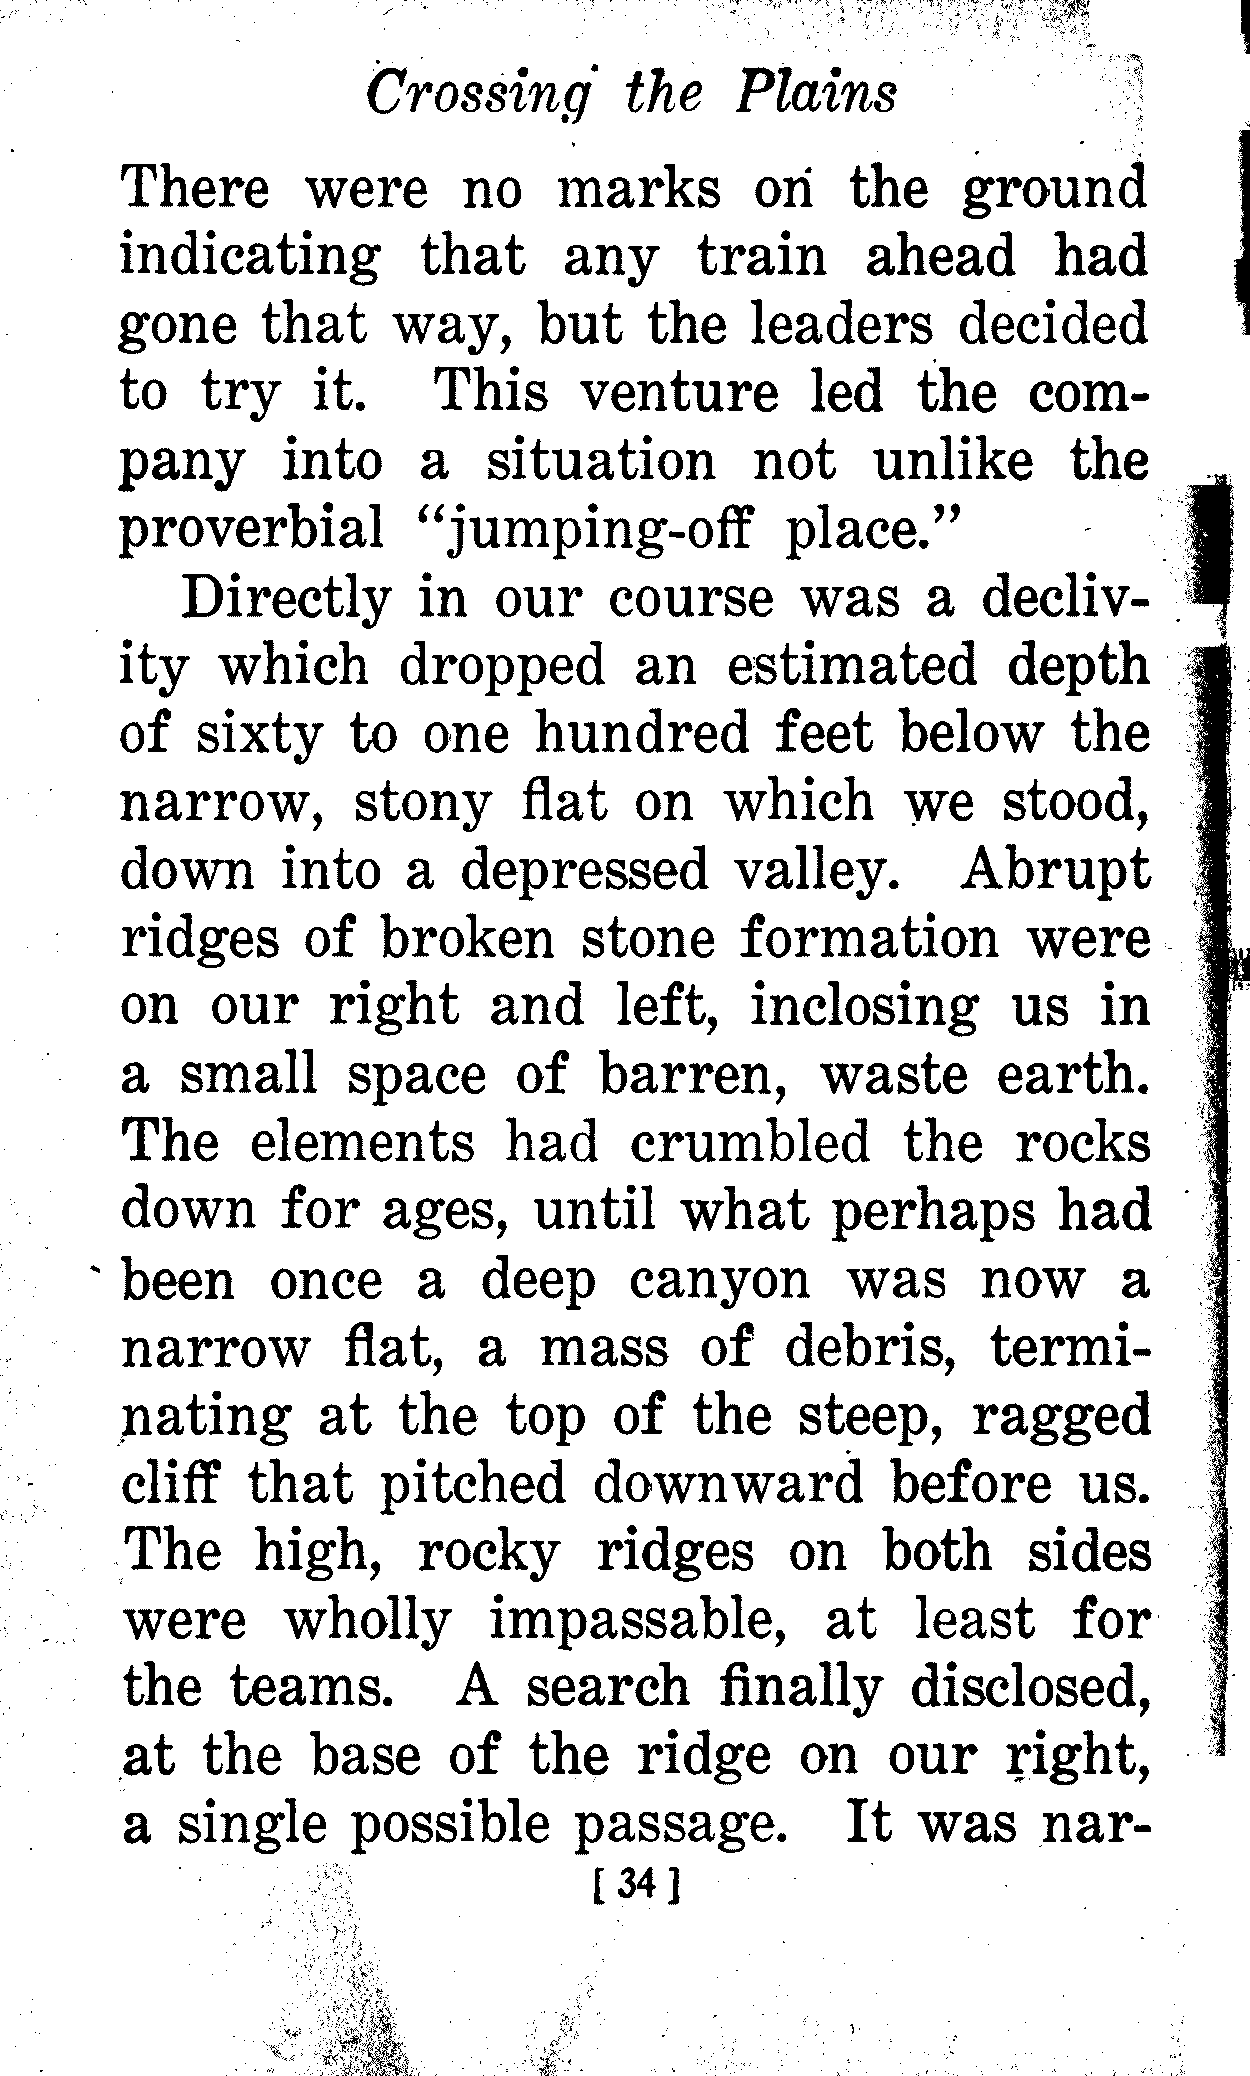 Crossing the Plains
There were no marks on the ground
indicating that any train ahead had
gone that way, but the leaders decided
to try it. This venture led the com-
pany into a situation not unlike the
proverbial “jumping-off place.”
Directly in our course was a decliv-
ity which dropped an estimated depth
of sixty to one hundred feet below the
narrow, stony flat on which we stood,
down into a depressed valley. Abrupt
ridges of broken stone formation were
on our right and left, inclosing us in
a small space of barren, waste earth.
The elements had crumbled the rocks
down for ages, until what perhaps had
been once a deep canyon was now a
narrow flat, a mass of debris, termi-
nating at the top of the steep, ragged
cliff that pitched downward before us.
The high, rocky ridges on both sides
were wholly impassable, at least for
the teams. A search finally disclosed,
at the base of the ridge on our right,
a single possible passage. It was nar-
[ 34 ]